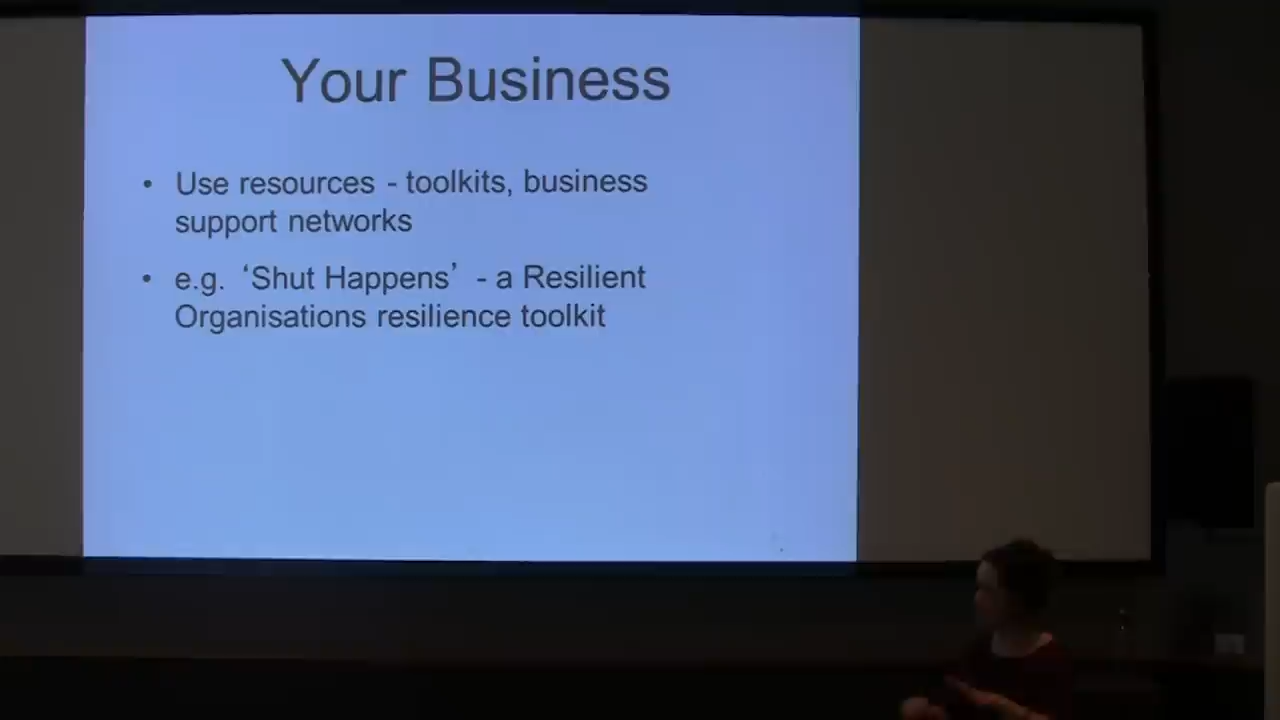 Your Business
• Use resources - toolkits, business
support networks
• e.g. ‘Shut Happens’ - a Resilient
Organisations resilience toolkit